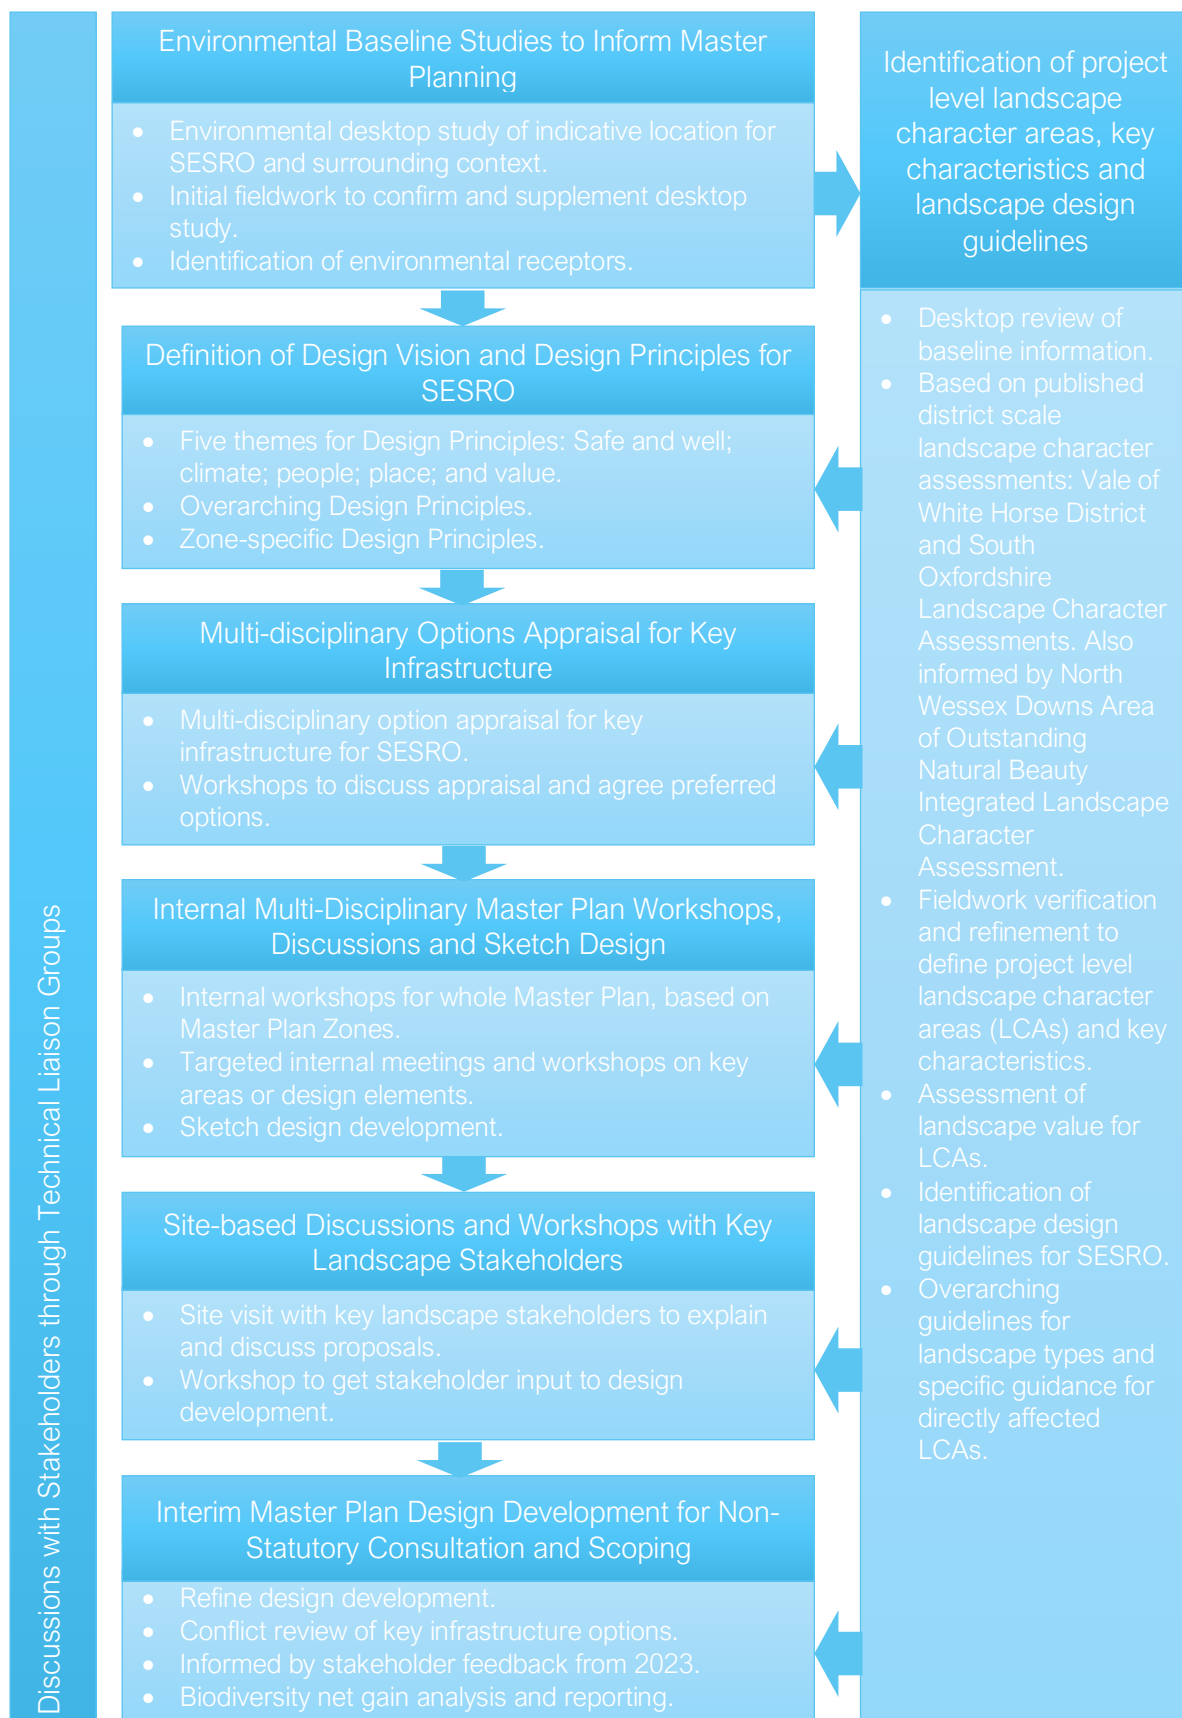 Discussions with Stakeholders through Technical Liaison Groups
Environmental Baseline Studies to Inform Master
Planning
• Environmental desktop study of indicative location for
SESRO and surrounding context.
• Initial fieldwork to confirm and supplement desktop
study.
• Identification of environmental receptors.
Definition of Design Vision and Design Principles for
SESRO
• Five themes for Design Principles: Safe and well;
climate; people; place; and value.
• Overarching Design Principles.
• Zone-specific Design Principles.
Multi-disciplinary Options Appraisal for Key
Infrastructure
• Multi-disciplinary option appraisal for key
infrastructure for SESRO.
• Workshops to discuss appraisal and agree preferred
options.
Internal Multi-Disciplinary Master Plan Workshops,
Discussions and Sketch Design
• Internal workshops for whole Master Plan, based on
Master Plan Zones.
• Targeted internal meetings and workshops on key
areas or design elements.
• Sketch design development.
Site-based Discussions and Workshops with Key
Landscape Stakeholders
• Site visit with key landscape stakeholders to explain
and discuss proposals.
• Workshop to get stakeholder input to design
development.
Interim Master Plan Design Development for Non-
Statutory Consultation and Scoping
• Refine design development.
• Conflict review of key infrastructure options.
• Informed by stakeholder feedback from 2023.
• Biodiversity net gain analysis and reporting.
Identification of project
level landscape
character areas, key
characteristics and
landscape design
guidelines
• Desktop review of
baseline information.
• Based on published
district scale
landscape character
assessments: Vale of
White Horse District
and South
Oxfordshire
Landscape Character
Assessments. Also
informed by North
Wessex Downs Area
of Outstanding
Natural Beauty
Integrated Landscape
Character
Assessment.
• Fieldwork verification
and refinement to
define project level
landscape character
areas (LCAs) and key
characteristics.
• Assessment of
landscape value for
LCAs.
• Identification of
landscape design
guidelines for SESRO.
• Overarching
guidelines for
landscape types and
specific guidance for
directly affected
LCAs.